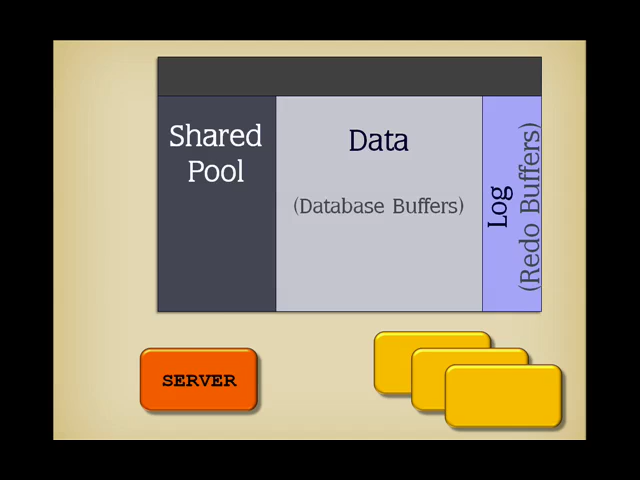 Shared
Pool
Data
(Database Buffers)
Log
(Redo Buffers)
SERVER